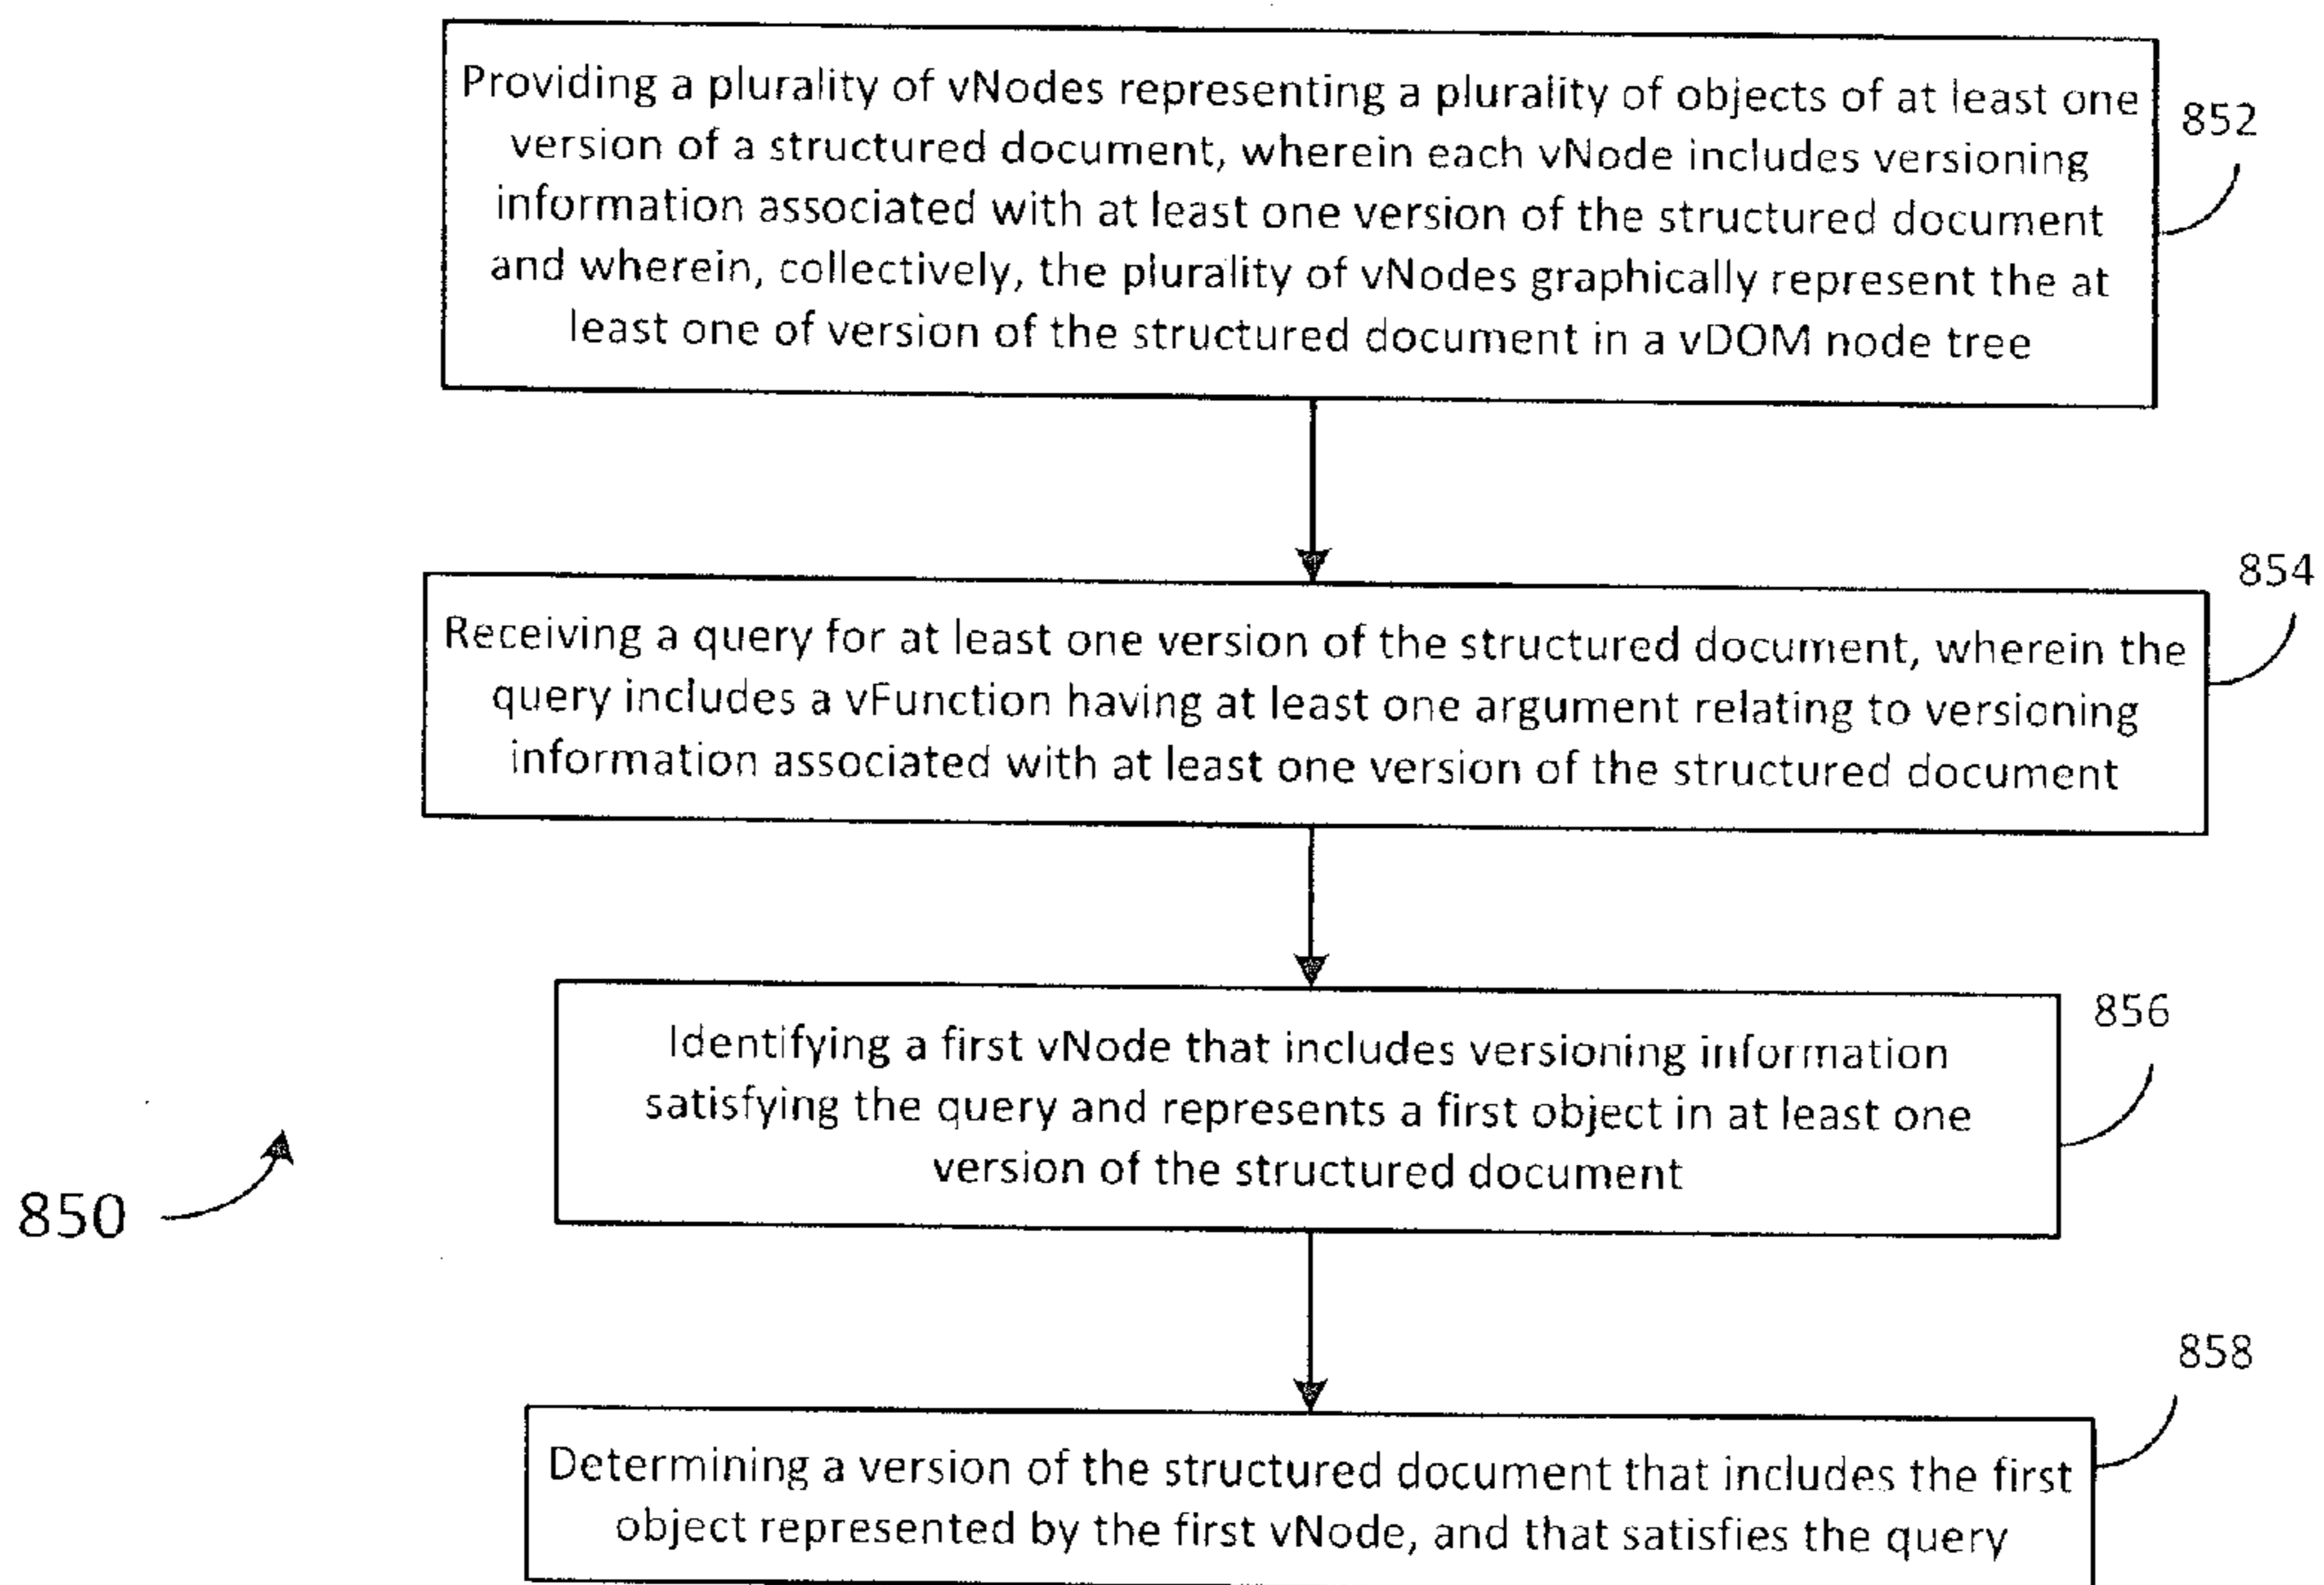 Providing a plurality of vNodes representing a plurality of objects of at least one
version of a structured document, wherein each vNode includes versioning
information associated with at least one version of the structured document
and wherein, collectively, the plurality of vNodes graphically represent the at
least one of version of the structured document in a vDOM node tree
852
854
Receiving a query for at least one version of the structured document, wherein the
query includes a vFunction having at least one argument relating to versioning
information associated with at least one version of the structured document
856
Identifying a first vNode that includes versioning information
satisfying the query and represents a first object in at least one
version of the structured document
850
858
Determining a version of the structured document that includes the first
object represented by the first vNode, and that satisfies the query